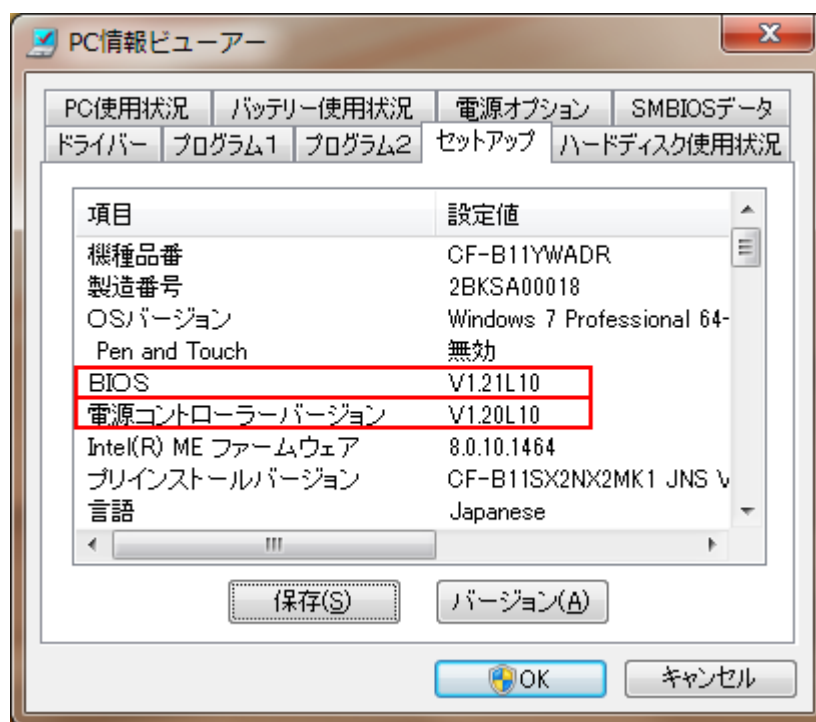 PC情報ビューアー
PC使用状況 バッテリー使用状況 電源オプション SMBIOSデータ
ドライバー プログラム1 プログラム2 セットアップ ハードディスク使用状況
項目 設定値
機種品番 CF-B11YWADR
製造番号 2BKSA00018
OSバージョン Windows 7 Professional 64-
Pen and Touch 無効
BIOS V1.21L10
電源コントローラーバージョン V1.20L10
Intel(R) ME ファームウェア 8.0.10.1464
プリインストールバージョン CF-B11SX2NX2MK1 JNS V
言語 Japanese
保存(S) バージョン(A)
OK キャンセル